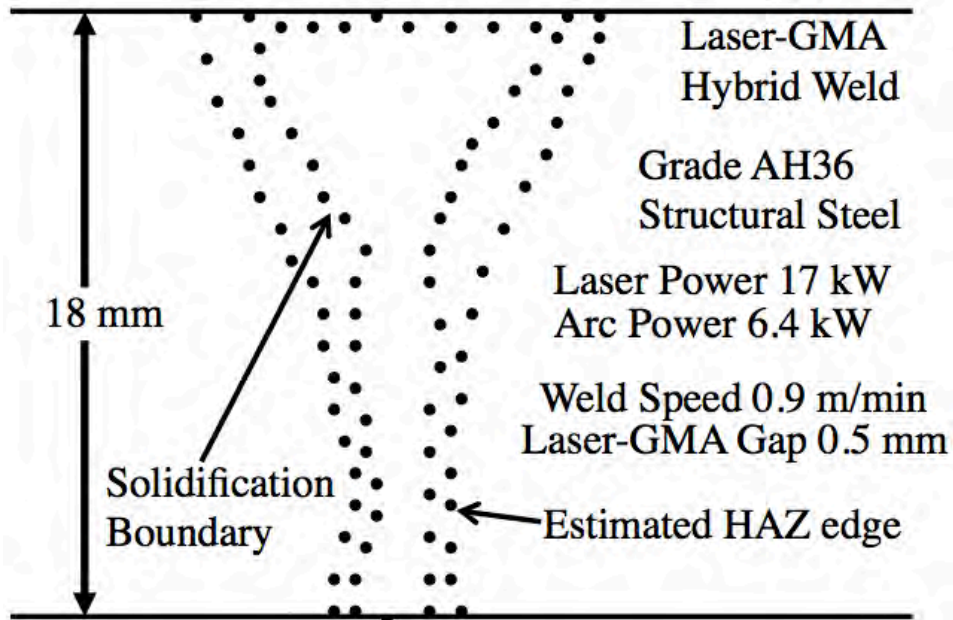 Laser-GMA
Hybrid Weld
Grade AH36
Structural Steel
Laser Power 17 kW
Arc Power 6.4 kW
18 mm
Weld Speed 0.9 m/min
Laser-GMA Gap 0.5 mm
Solidification
Boundary
Estimated HAZ edge